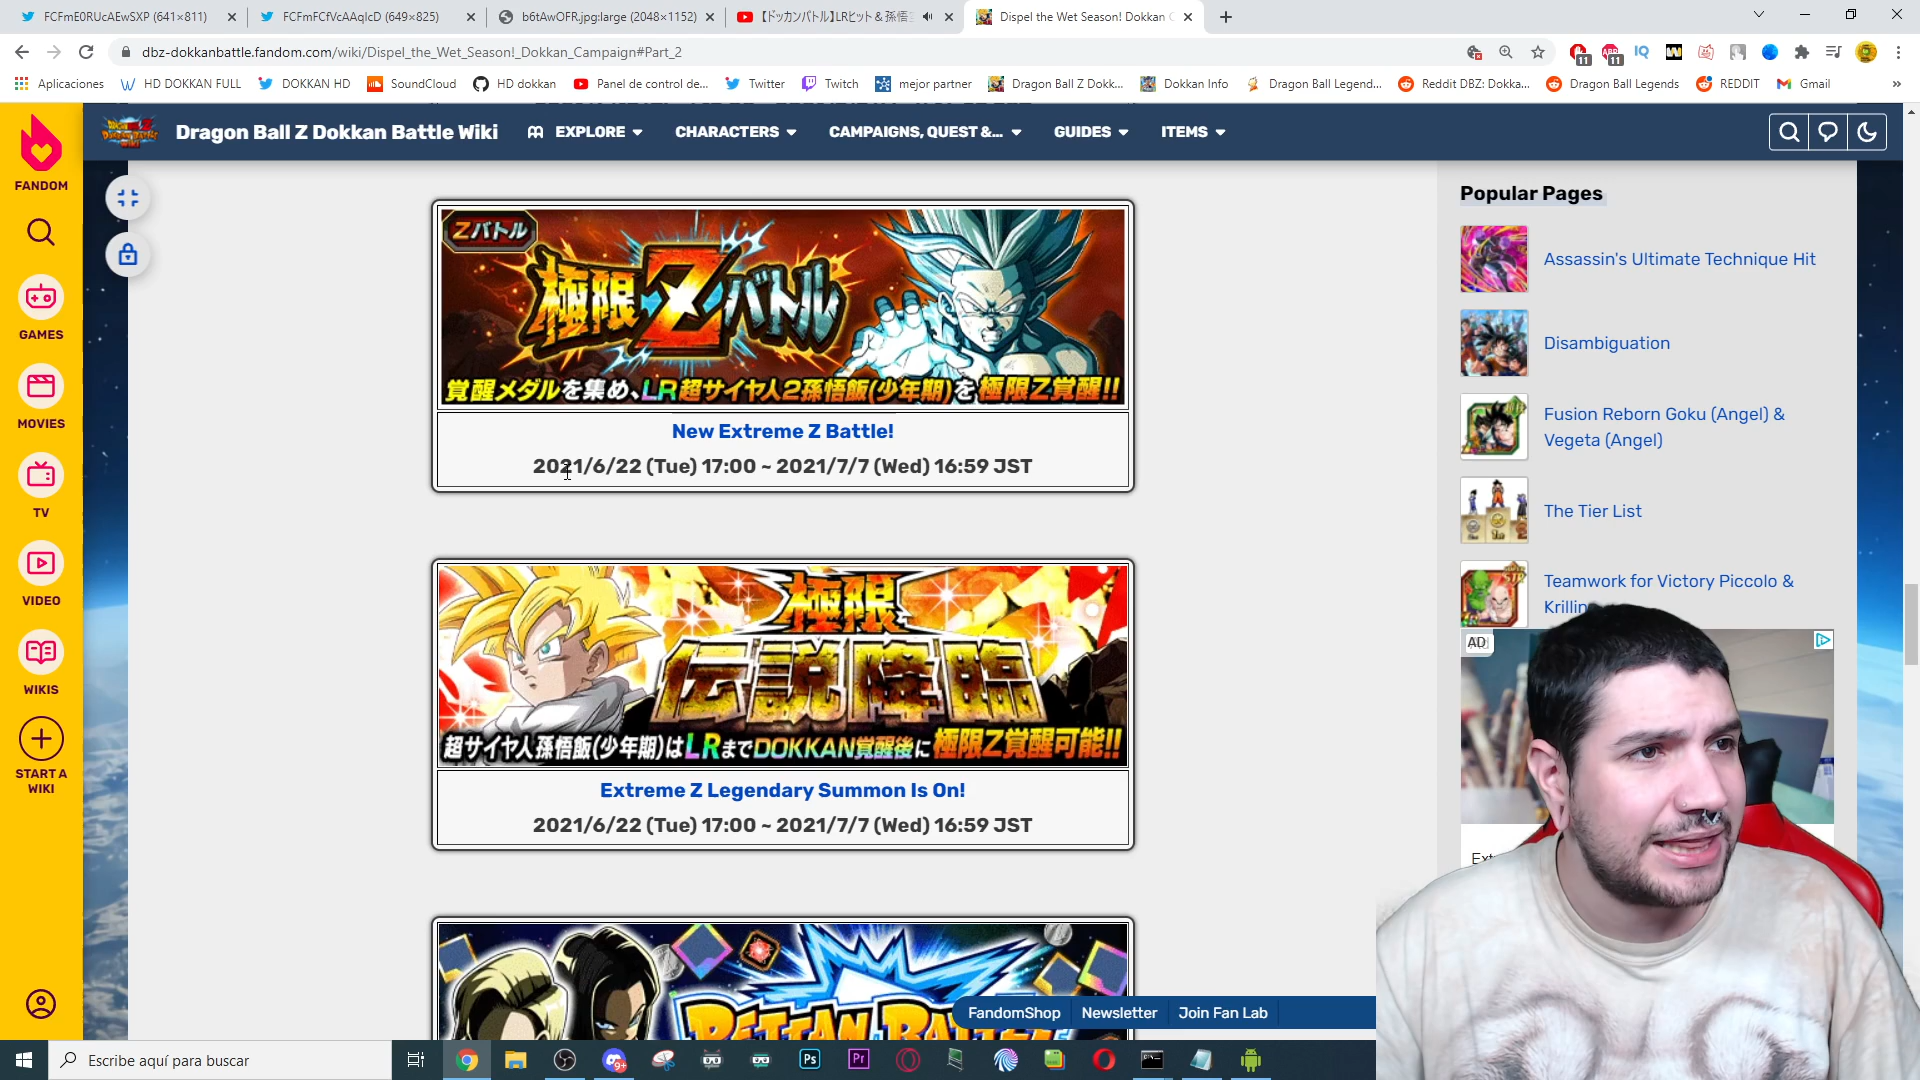 FCFmE0RUcAEwSXP (641×811)
FCFmFCfVcAAqIcD (649×825)
b6tAwOFR.jpg:large (2048×1152)
【ドッカンバトル】LRヒット＆孫悟
Dispel the Wet Season! Dokkan C
dbz-dokkanbattle.fandom.com/wiki/Dispel_the_Wet_Season!_Dokkan_Campaign#Part_2
11
11
IQ
Aplicaciones
HD DOKKAN FULL
DOKKAN HD
SoundCloud
HD dokkan
Panel de control de...
Twitter
Twitch
mejor partner
Dragon Ball Z Dokk...
Dokkan Info
Dragon Ball Legend...
Reddit DBZ: Dokka...
Dragon Ball Legends
REDDIT
Gmail
»
Dragon Ball Z Dokkan Battle Wiki
EXPLORE
CHARACTERS
CAMPAIGNS, QUEST &...
GUIDES
ITEMS
FANDOM
GAMES
MOVIES
TV
VIDEO
WIKIS
START A
WIKI
Zバトル
極限Zバトル
覚醒メダルを集め、LR超サイヤ人2孫悟飯(少年期)を極限Z覚醒!!
New Extreme Z Battle!
2021/6/22 (Tue) 17:00 ~ 2021/7/7 (Wed) 16:59 JST
極限
伝説降臨
超サイヤ人孫悟飯(少年期)はLRまでDOKKAN覚醒後に極限Z覚醒可能!!
Extreme Z Legendary Summon Is On!
2021/6/22 (Tue) 17:00 ~ 2021/7/7 (Wed) 16:59 JST
Popular Pages
Assassin's Ultimate Technique Hit
Disambiguation
Fusion Reborn Goku (Angel) &
Vegeta (Angel)
The Tier List
Teamwork for Victory Piccolo &
Krillin
AD
FandomShop
Newsletter
Join Fan Lab
Escribe aquí para buscar
9+
Ps
Pr